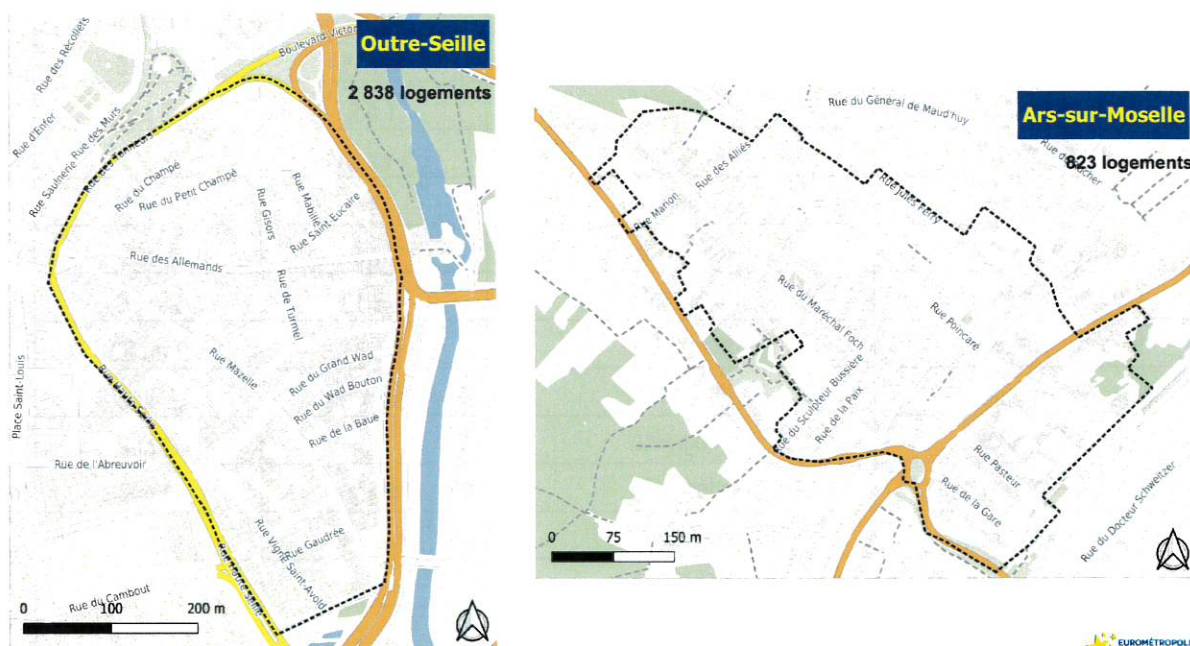 Outre-Seille
2 838 logements
Boulevard Victor
Rue des Récollets
Rue d'Enfer
Rue des Murs
Rue Saulnerie
Rue du Champé
Rue du Petit Champé
Rue Mabille
Rue Gisors
Rue Saint-Eucaire
Rue des Allemands
Rue de Turmel
Rue Mazelle
Rue du Grand Wad
Rue du Wad Bouton
Rue de la Baue
Place Saint-Louis
Rue de l'Abreuvoir
Rue Gaudrée
Rue Vigne Saint-Avold
Rue du Cambout
0 100 200 m
Ars-sur-Moselle
823 logements
Rue du Général de Maud'huy
Rue des Alliés
Rue Marion
Rue Jules Ferry
Rue du Maréchal Foch
Rue Poincaré
Rue du Sculpteur Bussière
Rue de la Paix
Rue Pasteur
Rue de la Gare
Rue du Docteur Schweitzer
0 75 150 m
EUROMÉTROPOLE